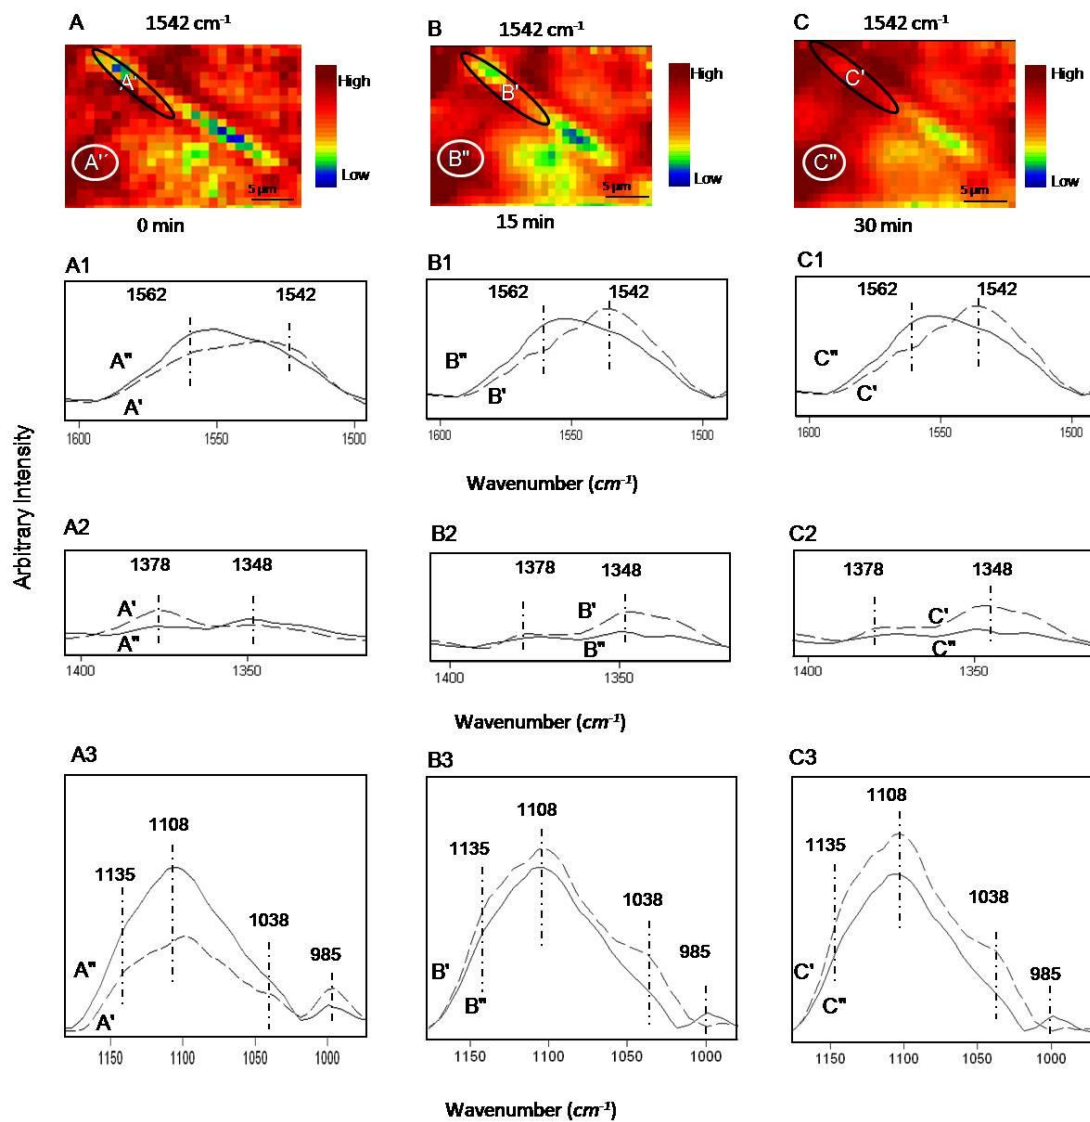 A 1542 cm⁻¹ B 1542 cm⁻¹ C 1542 cm⁻¹
High High High
A' B' C'
A'' B'' C''
Low Low Low
5 μm 5 μm 5 μm
0 min 15 min 30 min
A1 B1 C1
1562 1542 1562 1542 1562 1542
A'' B'' C''
A' B' C'
1600 1550 1500 1600 1550 1500 1600 1550 1500
Wavenumber (cm⁻¹)
Arbitrary Intensity
A2 B2 C2
1378 1348 1378 1348 1378 1348
A' B' C'
A'' B'' C''
1400 1350 1400 1350 1400 1350
Wavenumber (cm⁻¹)
A3 B3 C3
1135 1108 1038 985 1135 1108 1038 985 1135 1108 1038 985
A'' B' C'
A' B'' C''
1150 1100 1050 1000 1150 1100 1050 1000 1150 1100 1050 1000
Wavenumber (cm⁻¹)